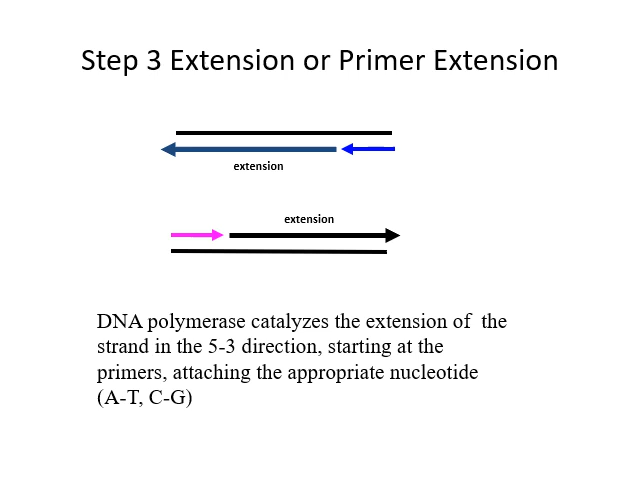 Step 3 Extension or Primer Extension
extension
extension
DNA polymerase catalyzes the extension of the
strand in the 5-3 direction, starting at the
primers, attaching the appropriate nucleotide
(A-T, C-G)